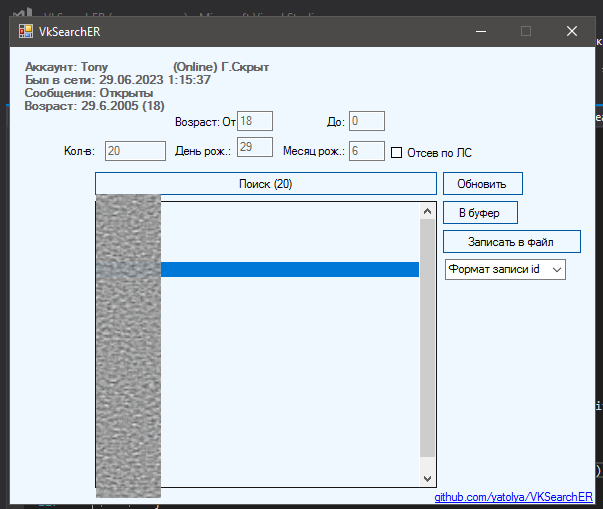 VkSearchER
Аккаунт: Tony (Online) Г.Скрыт
Был в сети: 29.06.2023 1:15:37
Сообщения: Открыты
Возраст: 29.6.2005 (18)
Возраст: От 18 До: 0
Кол-в: 20 День рож.: 29 Месяц рож.: 6 Отсев по ЛС
Поиск (20) Обновить
В буфер
Записать в файл
Формат записи id
github.com/yatolya/VKSearchER